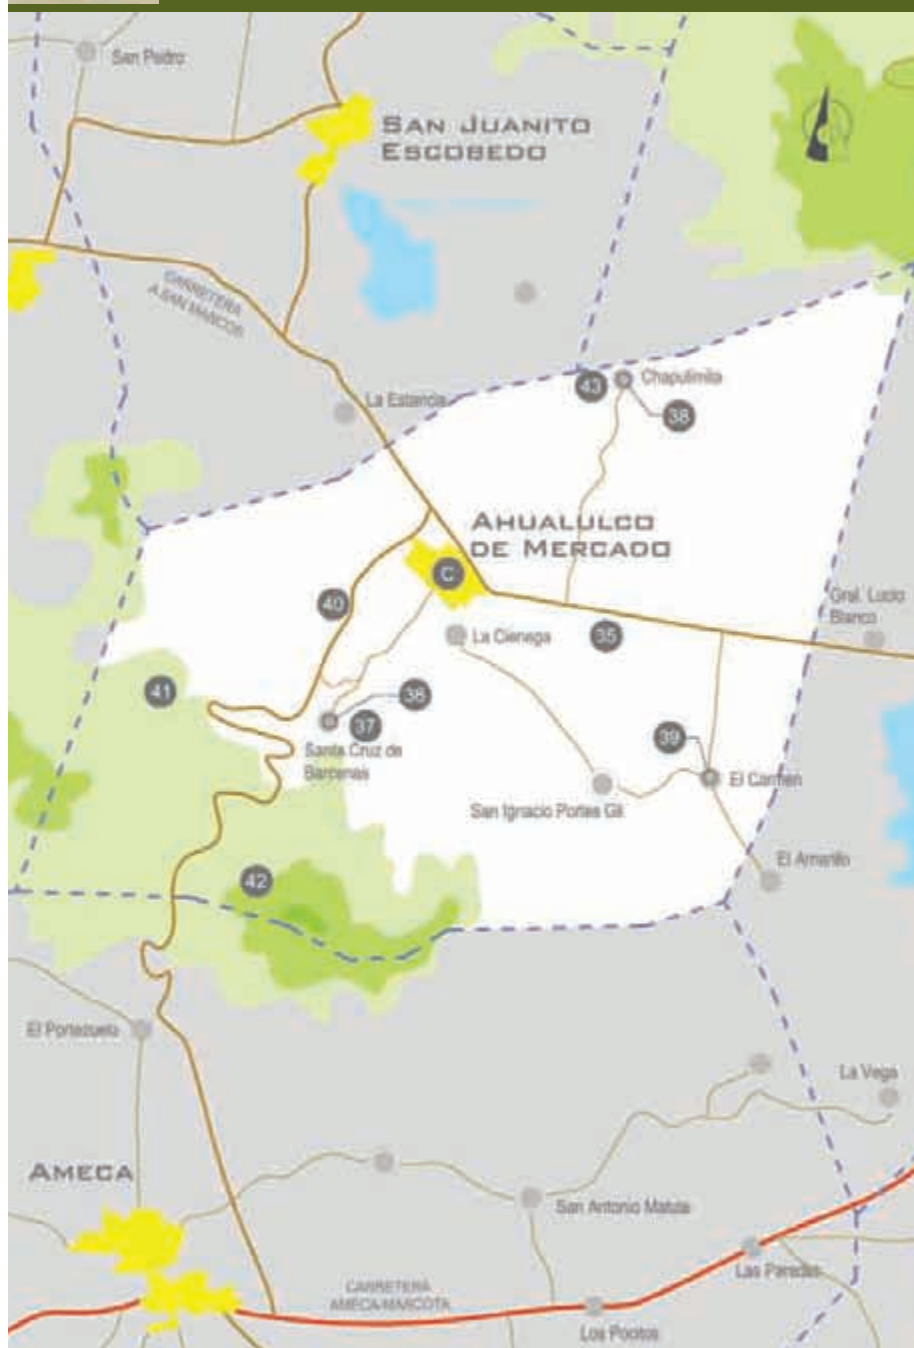 San Pedro
SAN JUANITO
ESCOBEDO
CARRETERA
A SAN MARCOS
La Estancia
43
Chapulimita
38
AHUALULCO
DE MERCADO
C
40
Gral. Lucio
Blanco
La Cienega
35
41
38
37
Santa Cruz de
Barcenas
39
El Carmen
San Ignacio Portes Gil
El Amarillo
42
El Portezuelo
La Vega
AMECA
San Antonio Matute
Las Paredes
CARRETERA
AMECA-MASCOTA
Los Pocitos